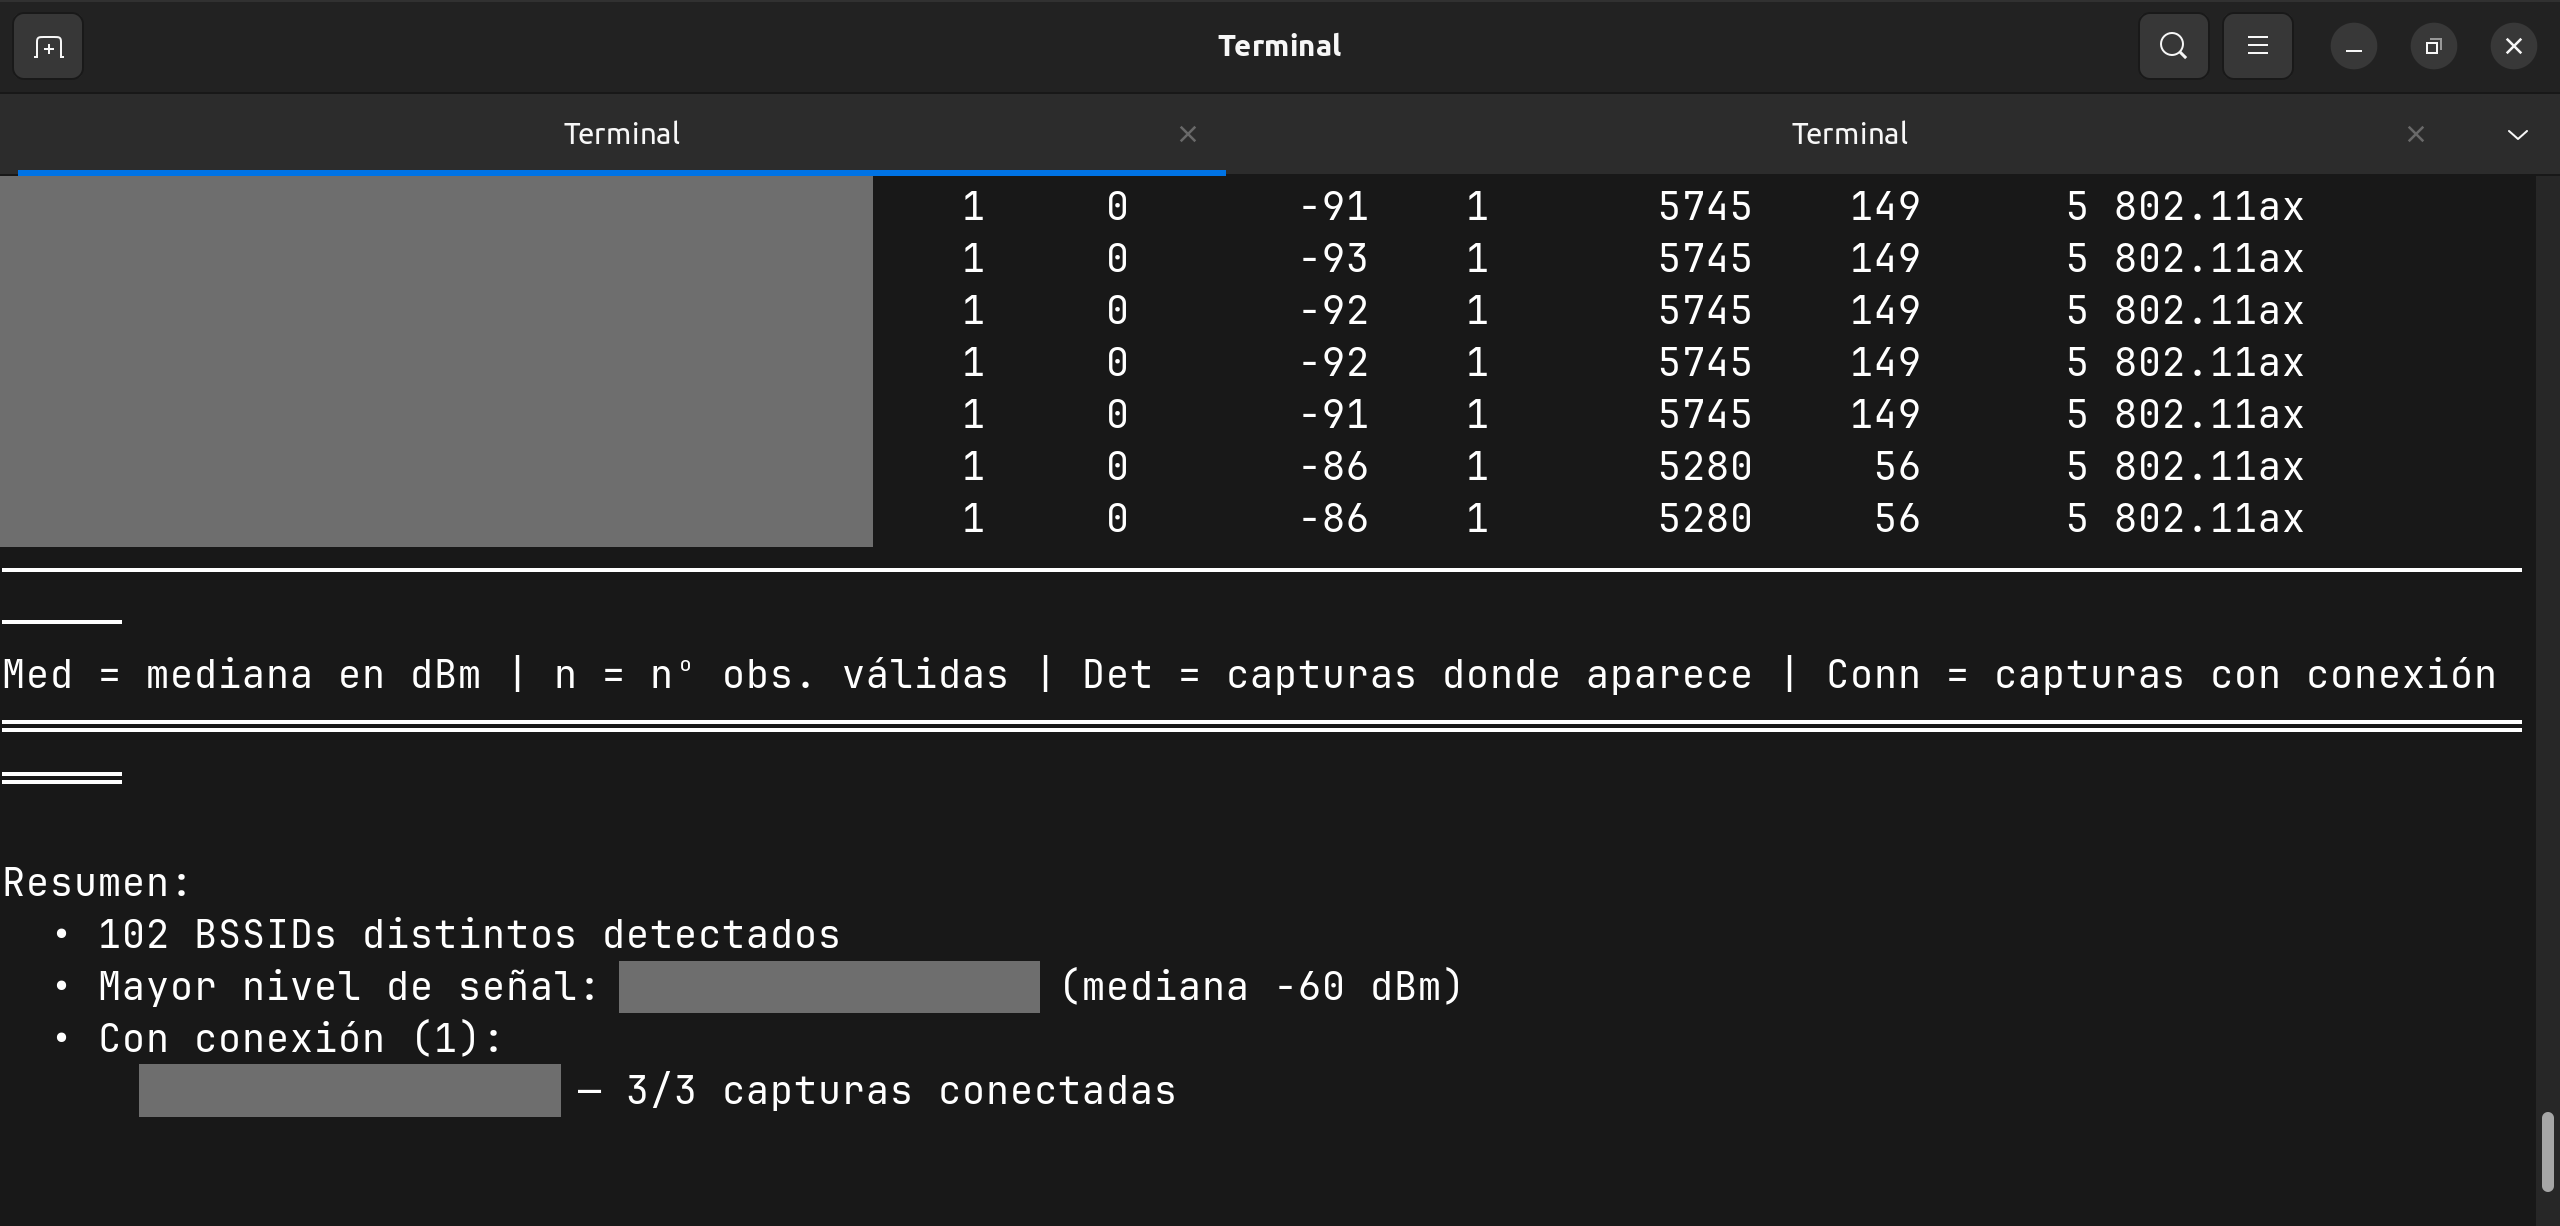 Terminal
Terminal
Terminal
1 0 -91 1 5745 149 5 802.11ax
1 0 -93 1 5745 149 5 802.11ax
1 0 -92 1 5745 149 5 802.11ax
1 0 -92 1 5745 149 5 802.11ax
1 0 -91 1 5745 149 5 802.11ax
1 0 -86 1 5280 56 5 802.11ax
1 0 -86 1 5280 56 5 802.11ax
Med = mediana en dBm | n = nº obs. válidas | Det = capturas donde aparece | Conn = capturas con conexión
Resumen:
• 102 BSSIDs distintos detectados
• Mayor nivel de señal: (mediana -60 dBm)
• Con conexión (1):
— 3/3 capturas conectadas